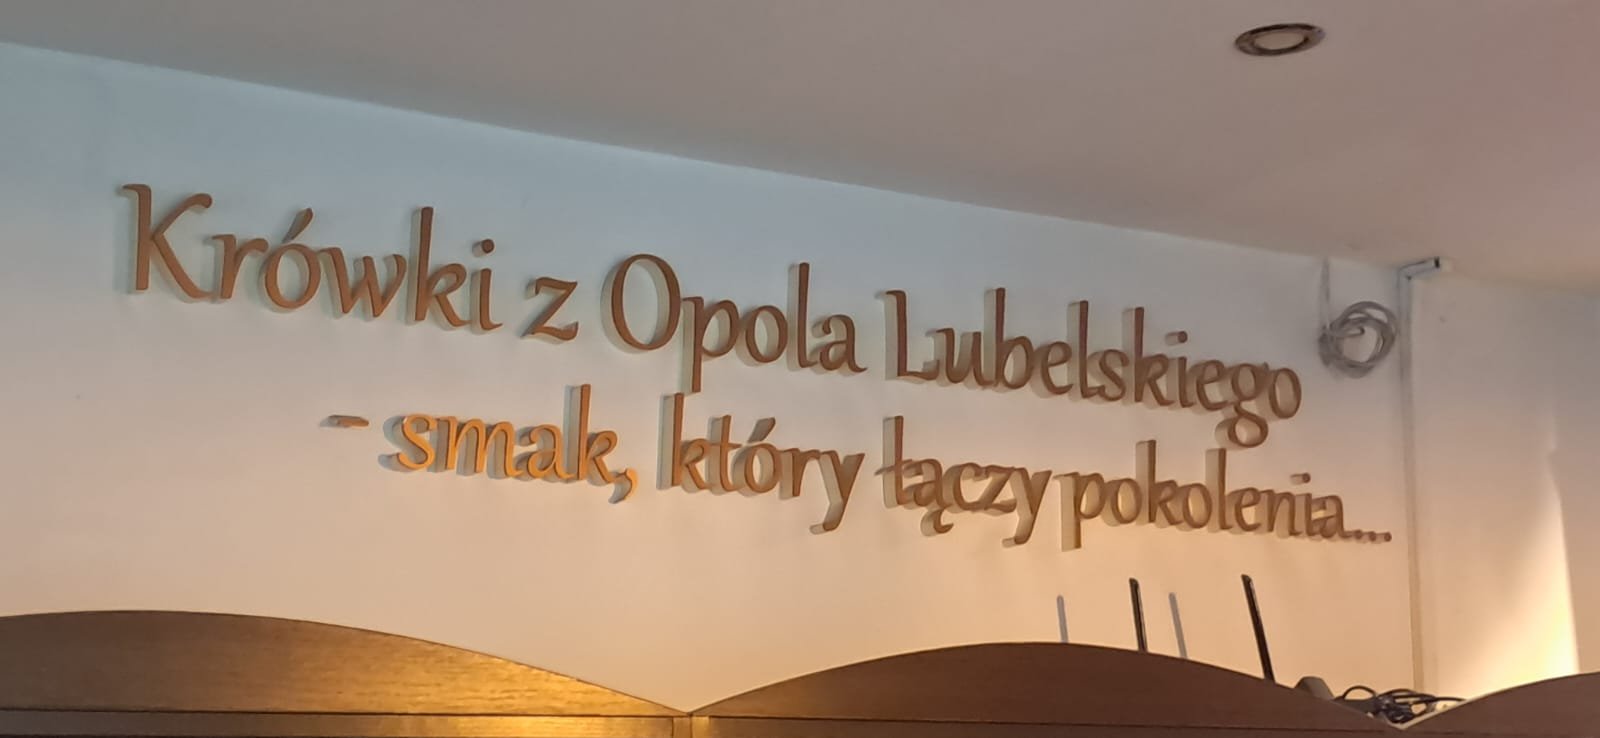 Krówki z Opola Lubelskiego
- smak, który łączy pokolenia...